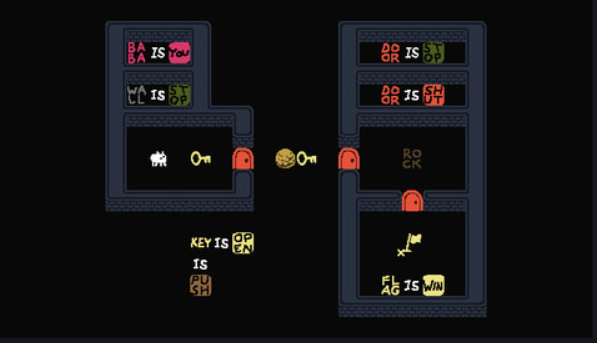 BABA IS YOU
WALL IS STOP
DOOR IS STOP
DOOR IS SHUT
ROCK
KEY IS OPEN
IS
PUSH
FLAG IS WIN